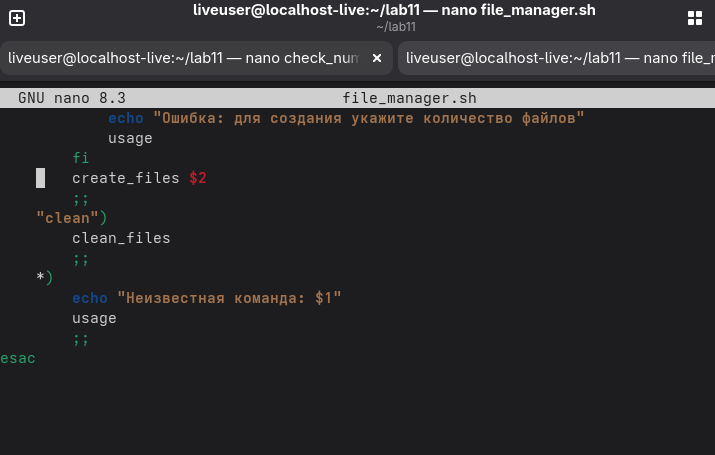 liveuser@localhost-live:~/lab11 — nano file_manager.sh
~/lab11
liveuser@localhost-live:~/lab11 — nano check_num
liveuser@localhost-live:~/lab11 — nano file_r
GNU nano 8.3 file_manager.sh
echo "Ошибка: для создания укажите количество файлов"
usage
fi
create_files $2
;;
"clean")
clean_files
;;
*)
echo "Неизвестная команда: $1"
usage
;;
esac